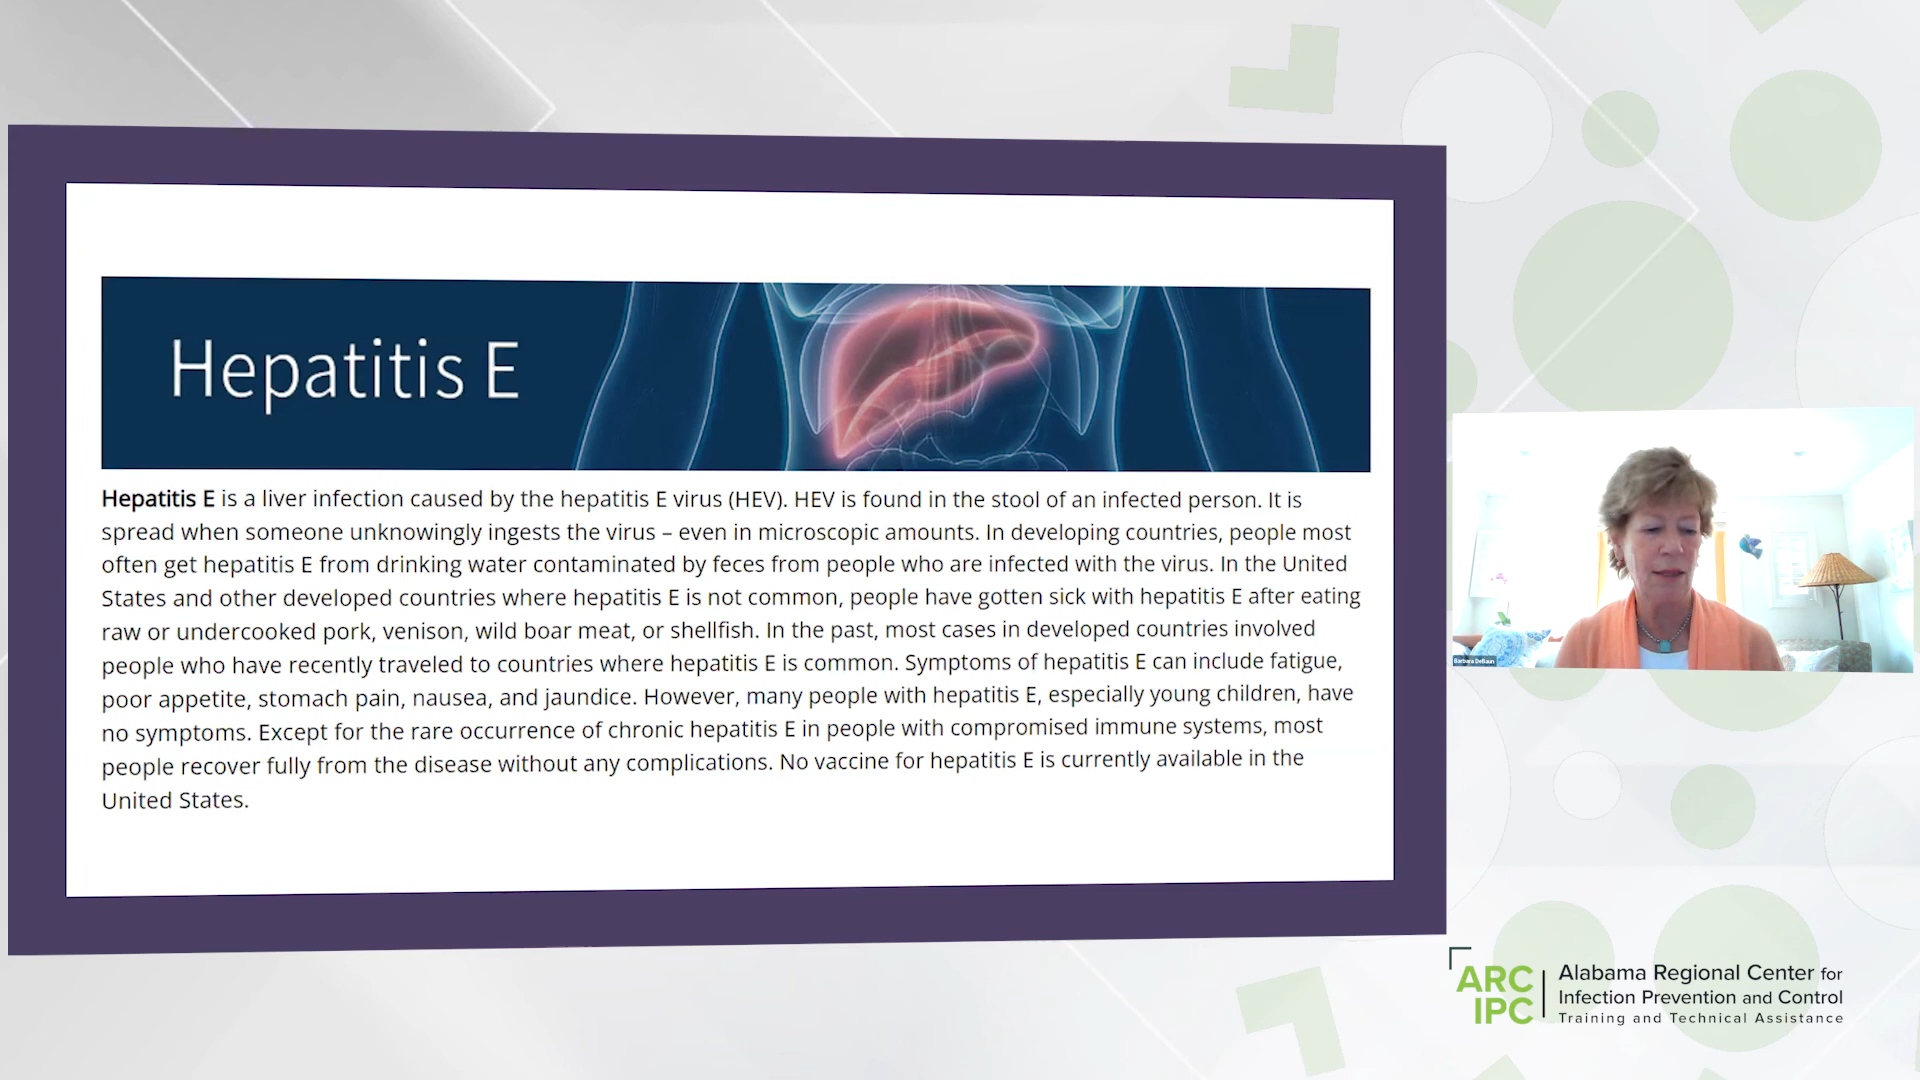 Hepatitis E
Hepatitis E is a liver infection caused by the hepatitis E virus (HEV). HEV is found in the stool of an infected person. It is
spread when someone unknowingly ingests the virus – even in microscopic amounts. In developing countries, people most
often get hepatitis E from drinking water contaminated by feces from people who are infected with the virus. In the United
States and other developed countries where hepatitis E is not common, people have gotten sick with hepatitis E after eating
raw or undercooked pork, venison, wild boar meat, or shellfish. In the past, most cases in developed countries involved
people who have recently traveled to countries where hepatitis E is common. Symptoms of hepatitis E can include fatigue,
poor appetite, stomach pain, nausea, and jaundice. However, many people with hepatitis E, especially young children, have
no symptoms. Except for the rare occurrence of chronic hepatitis E in people with compromised immune systems, most
people recover fully from the disease without any complications. No vaccine for hepatitis E is currently available in the
United States.
Barbara DeBaun
ARC
IPC
Alabama Regional Center for
Infection Prevention and Control
Training and Technical Assistance